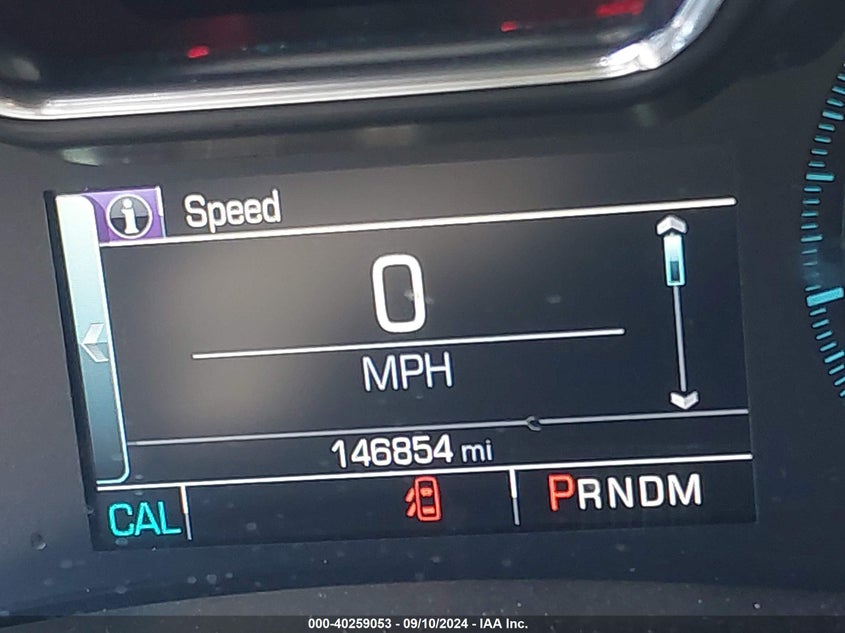 Speed
0
MPH
146854 mi
CAL PRNDM
000-40259053 - 09/10/2024 - IAA Inc.